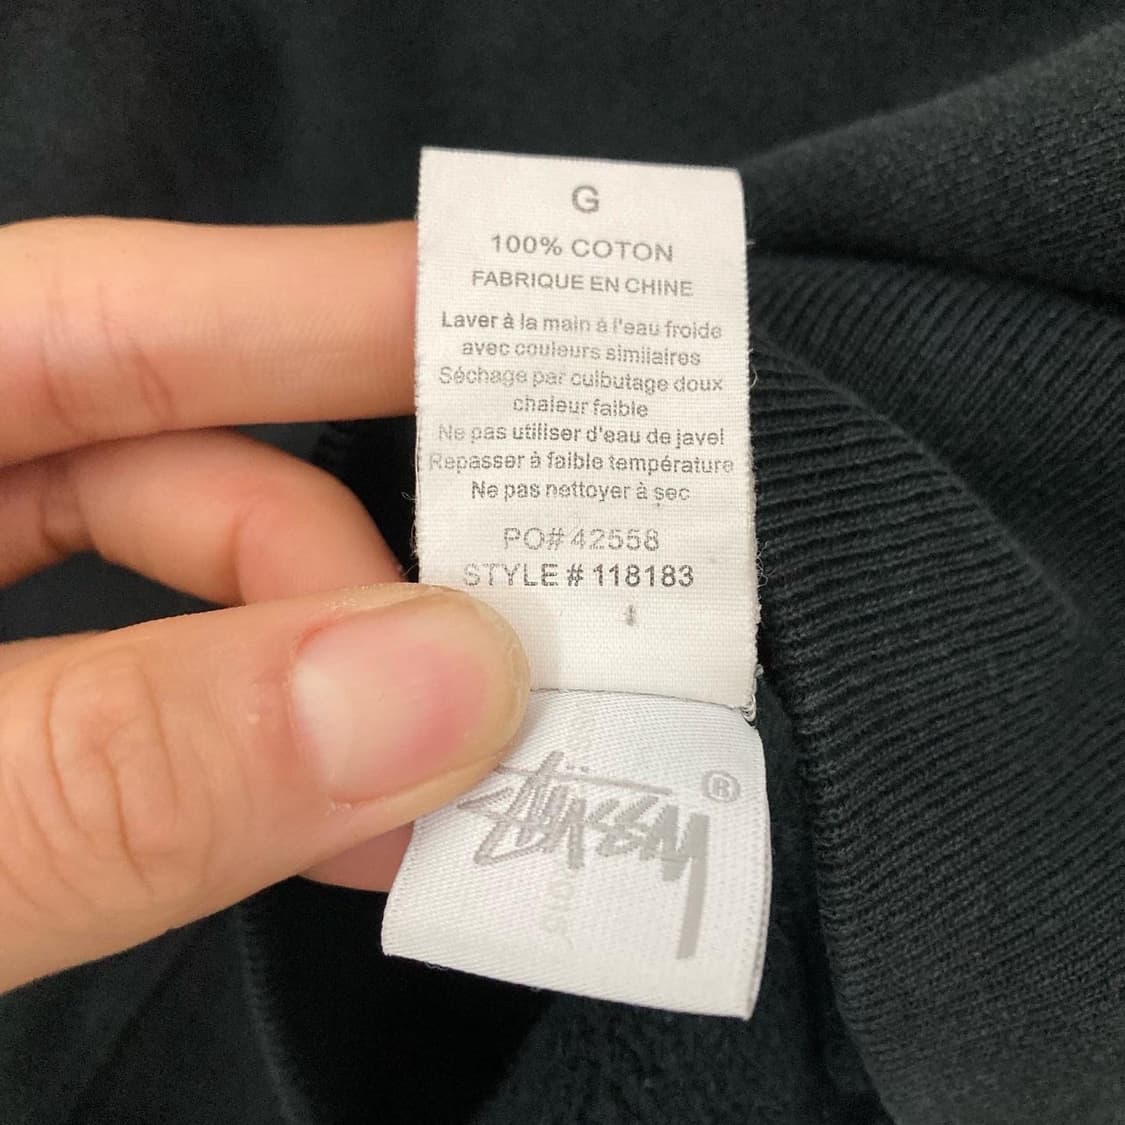 G
100% COTON
FABRIQUE EN CHINE
Laver à la main à l'eau froide
avec couleurs similaires
Séchage par culbutage doux
chaleur faible
Ne pas utiliser d'eau de javel
Repasser à faible température
Ne pas nettoyer à sec
PO# 42558
STYLE # 118183
STÜSSY ®